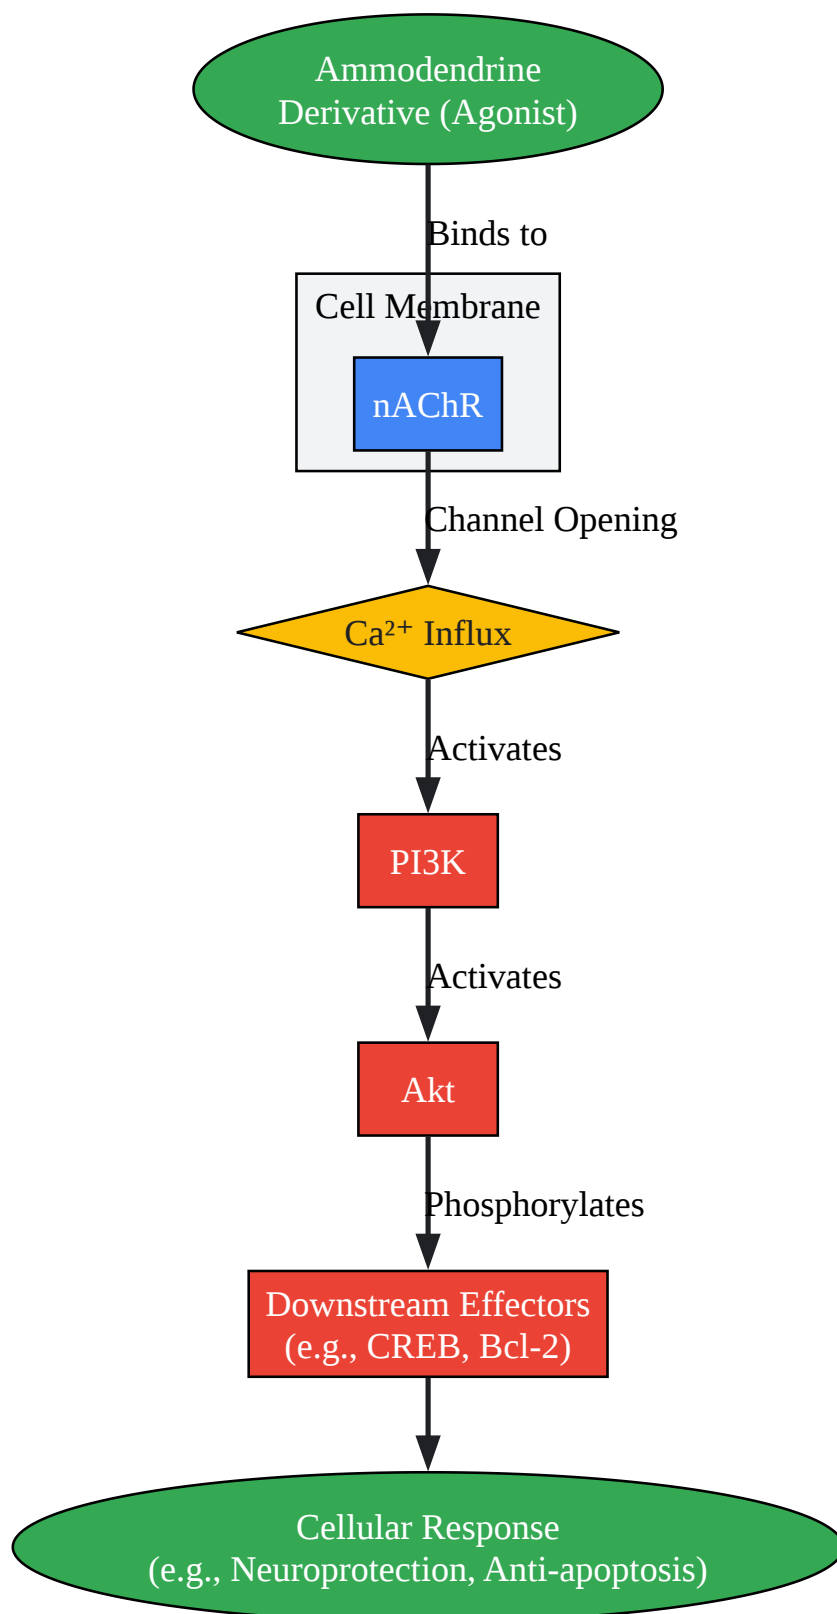 Ammodendrine
Derivative (Agonist)
Binds to
Cell Membrane
nAChR
Channel Opening
Ca²⁺ Influx
Activates
PI3K
Activates
Akt
Phosphorylates
Downstream Effectors
(e.g., CREB, Bcl-2)
Cellular Response
(e.g., Neuroprotection, Anti-apoptosis)